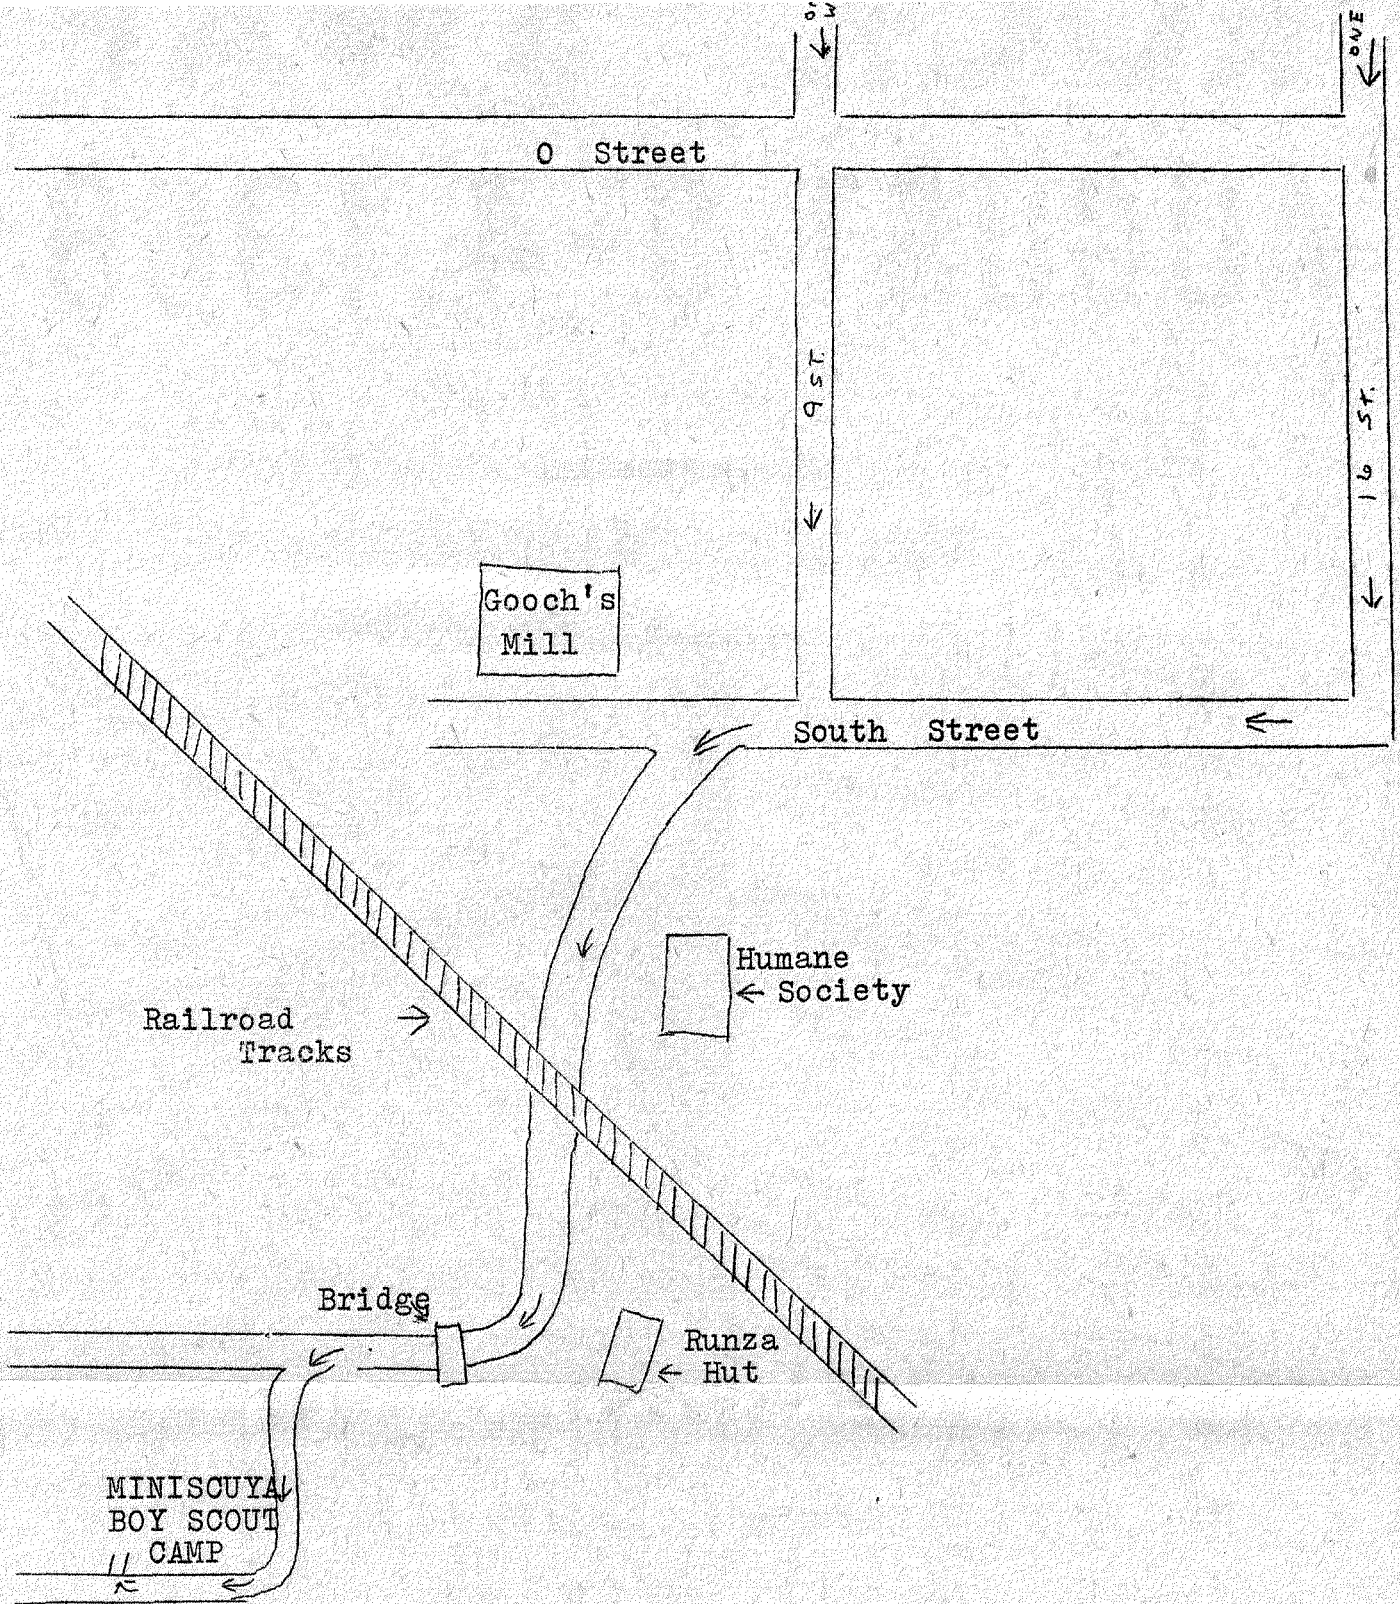 ONE
O Street
9 ST.
16 St.
Gooch's
Mill
South Street
Humane
Society
Railroad
Tracks
Bridge
Runza
Hut
MINISCUYA
BOY SCOUT
CAMP